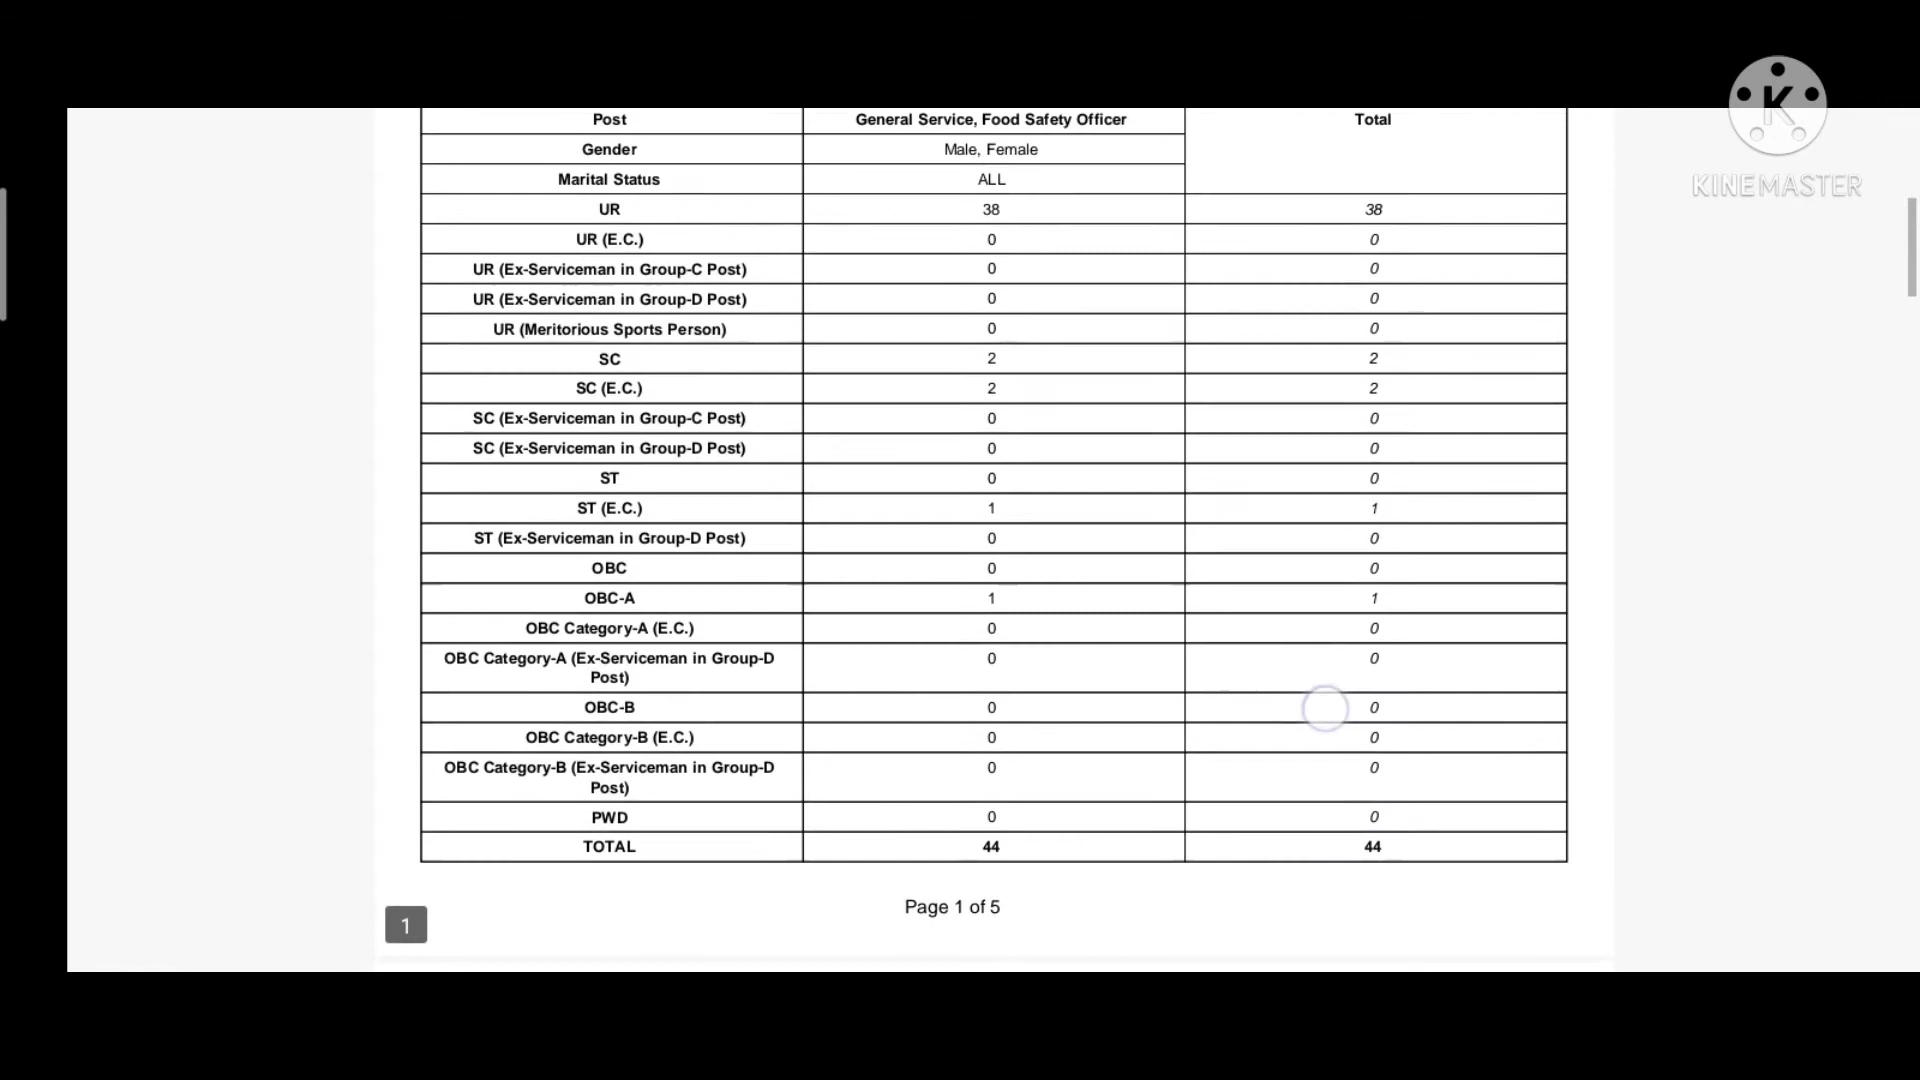 Post General Service, Food Safety Officer Total
Gender Male, Female
Marital Status ALL
UR 38 38
UR (E.C.) 0 0
UR (Ex-Serviceman in Group-C Post) 0 0
UR (Ex-Serviceman in Group-D Post) 0 0
UR (Meritorious Sports Person) 0 0
SC 2 2
SC (E.C.) 2 2
SC (Ex-Serviceman in Group-C Post) 0 0
SC (Ex-Serviceman in Group-D Post) 0 0
ST 0 0
ST (E.C.) 1 1
ST (Ex-Serviceman in Group-D Post) 0 0
OBC 0 0
OBC-A 1 1
OBC Category-A (E.C.) 0 0
OBC Category-A (Ex-Serviceman in Group-D 0 0
Post)
OBC-B 0 0
OBC Category-B (E.C.) 0 0
OBC Category-B (Ex-Serviceman in Group-D 0 0
Post)
PWD 0 0
TOTAL 44 44
Page 1 of 5
1
K
KINEMASTER